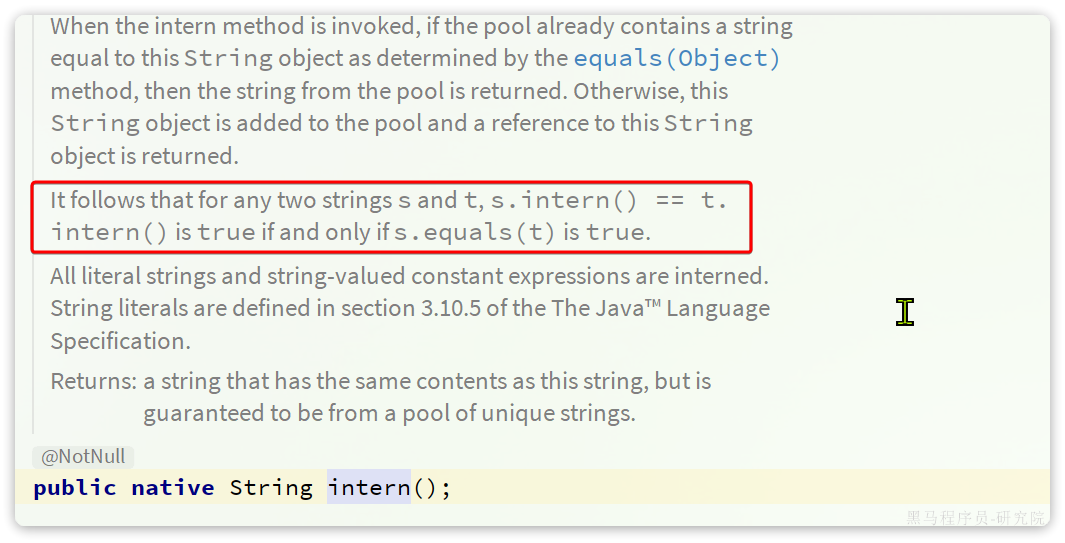 When the intern method is invoked, if the pool already contains a string
equal to this String object as determined by the equals(Object)
method, then the string from the pool is returned. Otherwise, this
String object is added to the pool and a reference to this String
object is returned.
It follows that for any two strings s and t, s.intern() == t.
intern() is true if and only if s.equals(t) is true.
All literal strings and string-valued constant expressions are interned.
String literals are defined in section 3.10.5 of the The Java™ Language
Specification.
Returns: a string that has the same contents as this string, but is
guaranteed to be from a pool of unique strings.
@NotNull
public native String intern();
黑马程序员-研究院